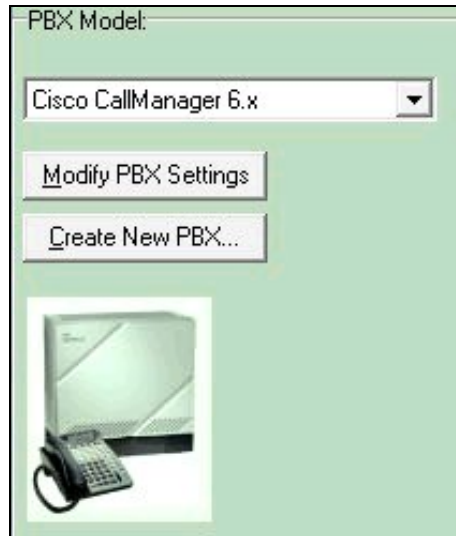 PBX Model:
Cisco CallManager 6.x
Modify PBX Settings
Create New PBX...